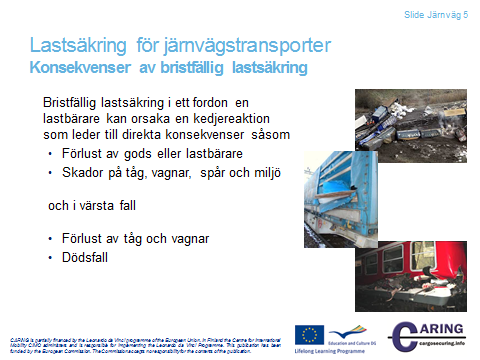 Slide Järnväg 5
Lastsäkring för järnvägstransporter
Konsekvenser av bristfällig lastsäkring
Bristfällig lastsäkring i ett fordon en
lastbärare kan orsaka en kedjereaktion
som leder till direkta konsekvenser såsom
• Förlust av gods eller lastbärare
• Skador på tåg, vagnar, spår och miljö
och i värsta fall
• Förlust av tåg och vagnar
• Dödsfall
CARING is partially financed by the Leonardo da Vinci programme of the European Union. In Finland the Centre for International
Mobility CIMO administers and is responsible for implementing the Leonardo da Vinci Programme. This publication has been
funded by the European Commission. The Commission accepts no responsibility for the contents of the publication.
Education and Culture DG
Lifelong Learning Programme
CARING
cargosecuring.info